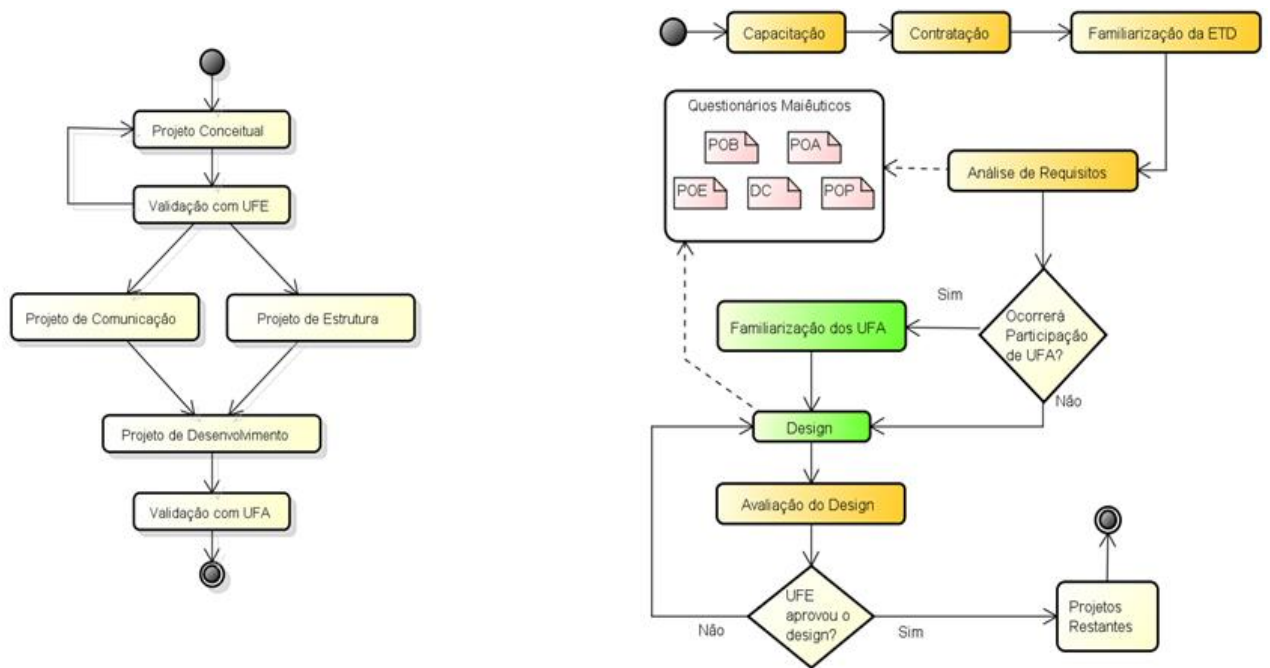 Projeto Conceitual
Validação com UFE
Projeto de Comunicação
Projeto de Estrutura
Projeto de Desenvolvimento
Validação com UFA
Capacitação
Contratação
Familiarização da ETD
Questionários Maiêuticos
POB
POA
POE
DC
POP
Análise de Requisitos
Ocorrerá
Participação
de UFA?
Sim
Não
Familiarização dos UFA
Design
Avaliação do Design
UFE
aprovou o
design?
Não
Sim
Projetos
Restantes